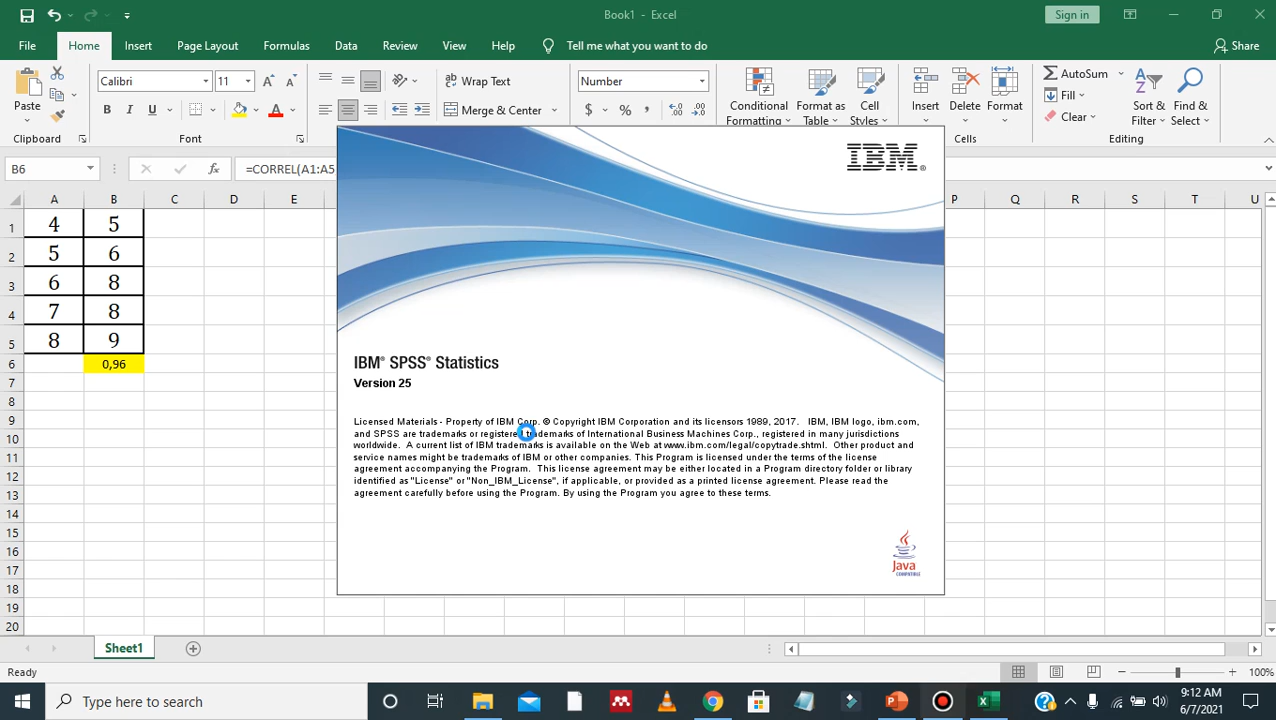 Book1 - Excel
Sign in
File Home Insert Page Layout Formulas Data Review View Help Tell me what you want to do Share
Paste
Calibri 11
B I U
A A
Wrap Text
Merge & Center
Number
$ % ,
Conditional Formatting
Format as Table
Cell Styles
Insert Delete Format
AutoSum
Fill
Clear
Sort & Filter
Find & Select
Clipboard Font Cells Editing
B6 fx =CORREL(A1:A5
A B C D E P Q R S T U
1 4 5
2 5 6
3 6 8
4 7 8
5 8 9
6 0,96
7
8
9
10
11
12
13
14
15
16
17
18
19
20
IBM®
IBM® SPSS® Statistics
Version 25
Licensed Materials - Property of IBM Corp. © Copyright IBM Corporation and its licensors 1989, 2017. IBM, IBM logo, ibm.com,
and SPSS are trademarks or registered trademarks of International Business Machines Corp., registered in many jurisdictions
worldwide. A current list of IBM trademarks is available on the Web at www.ibm.com/legal/copytrade.shtml. Other product and
service names might be trademarks of IBM or other companies. This Program is licensed under the terms of the license
agreement accompanying the Program. This license agreement may be either located in a Program directory folder or library
identified as "License" or "Non_IBM_License", if applicable, or provided as a printed license agreement. Please read the
agreement carefully before using the Program. By using the Program you agree to these terms.
Java
COMPATIBLE
Sheet1
Ready
100%
Type here to search
9:12 AM
6/7/2021